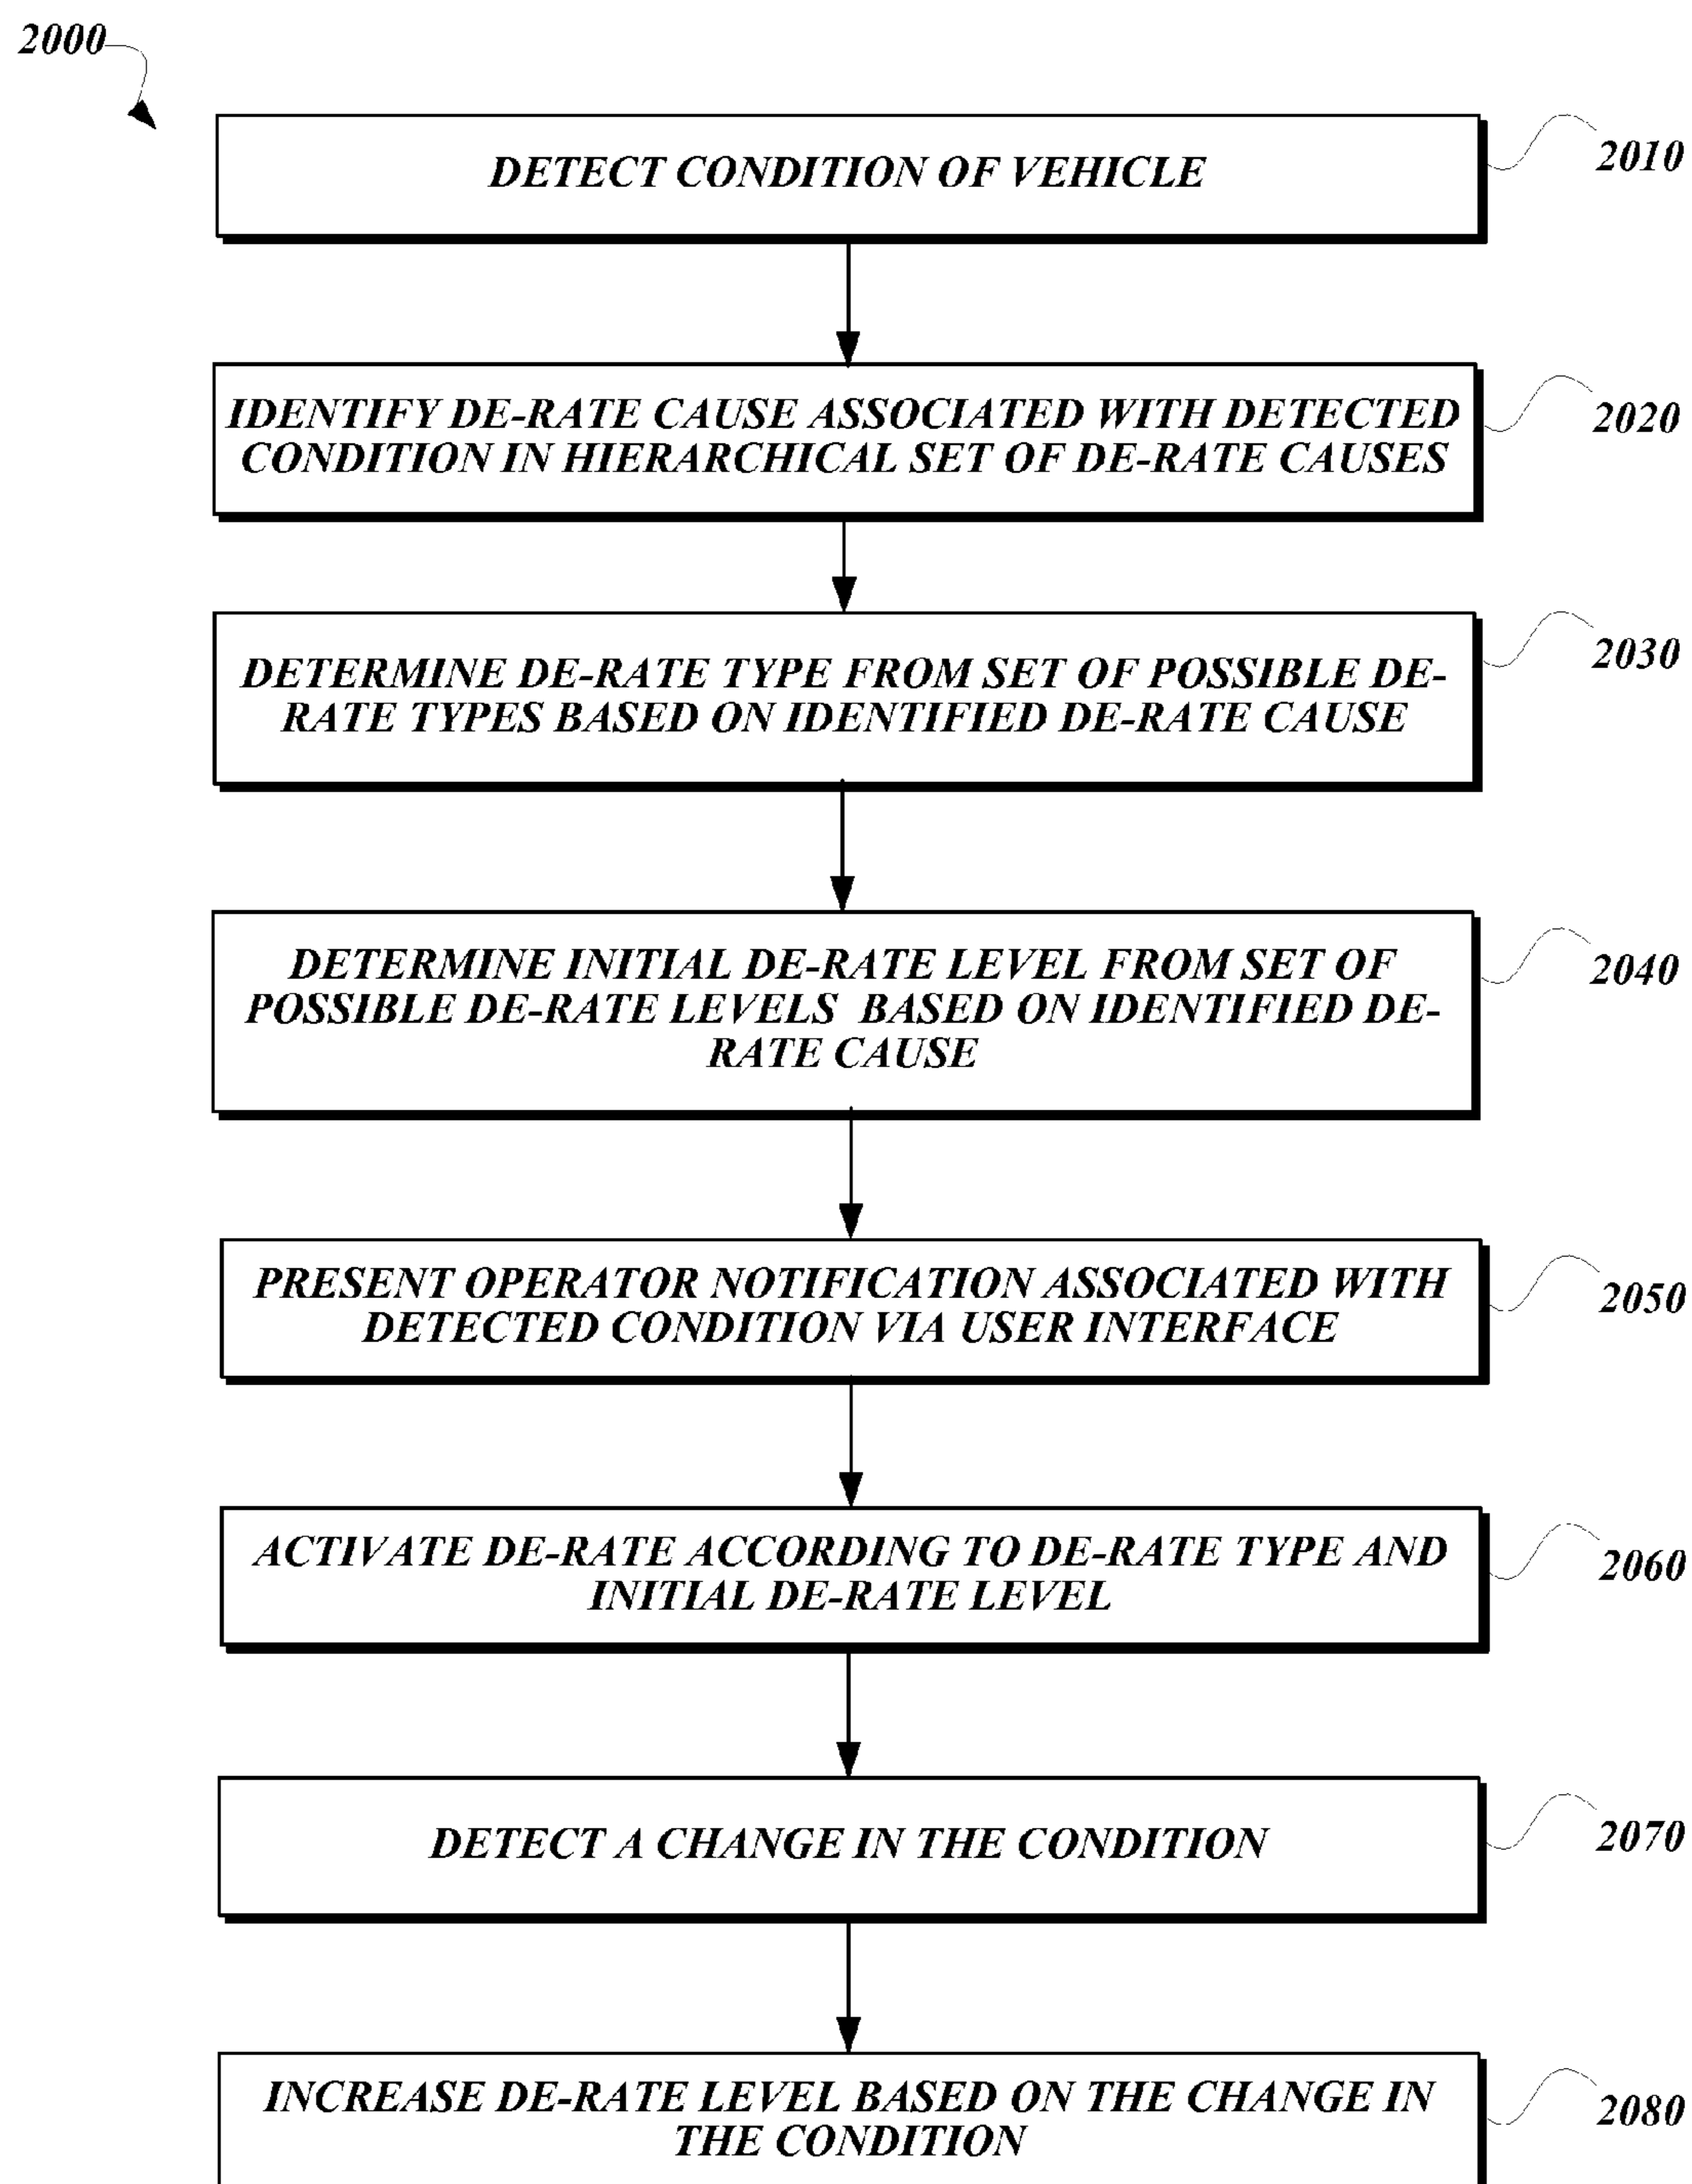 2000
DETECT CONDITION OF VEHICLE
2010
IDENTIFY DE-RATE CAUSE ASSOCIATED WITH DETECTED
CONDITION IN HIERARCHICAL SET OF DE-RATE CAUSES
2020
DETERMINE DE-RATE TYPE FROM SET OF POSSIBLE DE-
RATE TYPES BASED ON IDENTIFIED DE-RATE CAUSE
2030
DETERMINE INITIAL DE-RATE LEVEL FROM SET OF
POSSIBLE DE-RATE LEVELS BASED ON IDENTIFIED DE-
RATE CAUSE
2040
PRESENT OPERATOR NOTIFICATION ASSOCIATED WITH
DETECTED CONDITION VIA USER INTERFACE
2050
ACTIVATE DE-RATE ACCORDING TO DE-RATE TYPE AND
INITIAL DE-RATE LEVEL
2060
DETECT A CHANGE IN THE CONDITION
2070
INCREASE DE-RATE LEVEL BASED ON THE CHANGE IN
THE CONDITION
2080